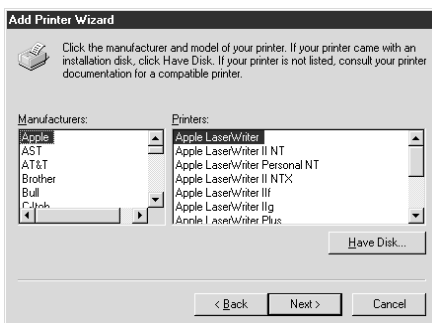 Add Printer Wizard
Click the manufacturer and model of your printer. If your printer came with an
installation disk, click Have Disk. If your printer is not listed, consult your printer
documentation for a compatible printer.
Manufacturers:
Apple
AST
AT&T
Brother
Bull
C-Itoh
Printers:
Apple LaserWriter
Apple LaserWriter II NT
Apple LaserWriter Personal NT
Apple LaserWriter II NTX
Apple LaserWriter IIf
Apple LaserWriter IIg
Apple LaserWriter Plus
Have Disk...
< Back
Next >
Cancel